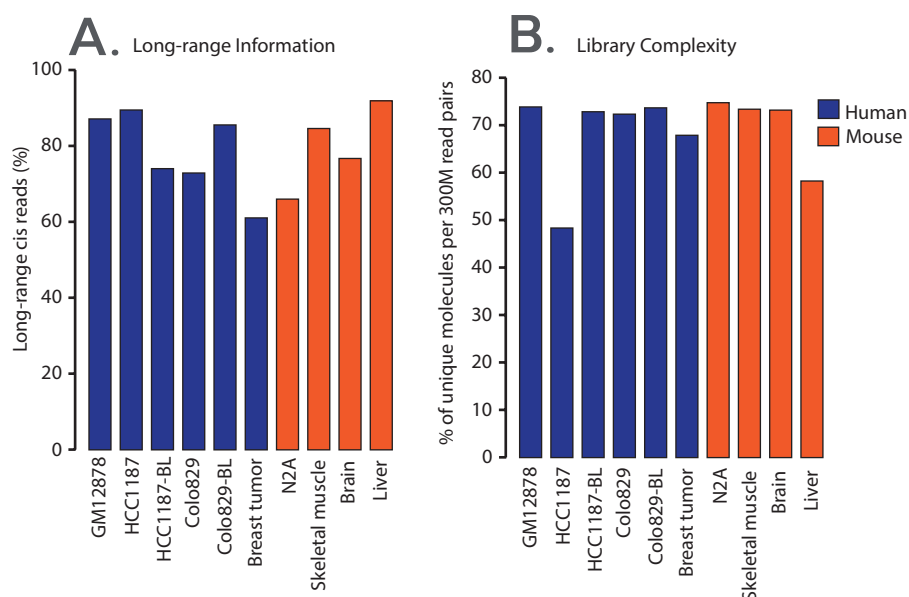 A. Long-range Information
Long-range cis reads (%)
100
80
60
40
20
0
GM12878
HCC1187
HCC1187-BL
Colo829
Colo829-BL
Breast tumor
N2A
Skeletal muscle
Brain
Liver
B. Library Complexity
% of unique molecules per 300M read pairs
80
70
60
50
40
30
20
10
0
GM12878
HCC1187
HCC1187-BL
Colo829
Colo829-BL
Breast tumor
N2A
Skeletal muscle
Brain
Liver
Human
Mouse